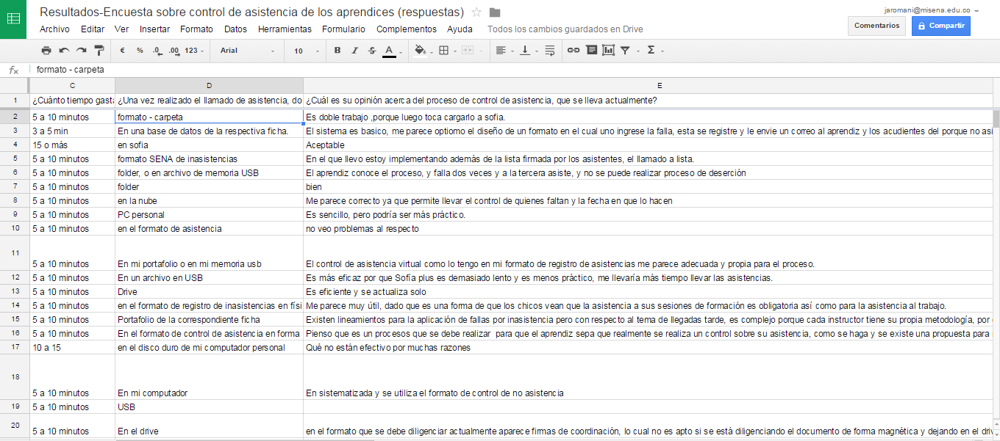 Resultados-Encuesta sobre control de asistencia de los aprendices (respuestas)
jaromani@misena.edu.co
Archivo Editar Ver Insertar Formato Datos Herramientas Formulario Complementos Ayuda Todos los cambios guardados en Drive
Comentarios Compartir
€ % .0 .00 123 Arial 10 B I S A Σ
fx formato - carpeta
C D E
1 ¿Cuánto tiempo gasta ¿Una vez realizado el llamado de asistencia, do ¿Cuál es su opinión acerca del proceso de control de asistencia, que se lleva actualmente?
2 5 a 10 minutos formato - carpeta Es doble trabajo ,porque luego toca cargarlo a sofia.
3 3 a 5 min En una base de datos de la respectiva ficha. El sistema es basico, me parece optiomo el diseño de un formato en el cual uno ingrese la falla, esta se registre y le envie un correo al aprendiz y los acudientes del porque no asi
4 15 o más en sofia Aceptable
5 5 a 10 minutos formato SENA de inasistencias En el que llevo estoy implementando además de la lista firmada por los asistentes, el llamado a lista.
6 5 a 10 minutos folder, o en archivo de memoria USB El aprendiz conoce el proceso, y falla dos veces y a la tercera asiste, y no se puede realizar proceso de deserción
7 5 a 10 minutos folder bien
8 5 a 10 minutos en la nube Me parece correcto ya que permite llevar el control de quienes faltan y la fecha en que lo hacen
9 5 a 10 minutos PC personal Es sencillo, pero podría ser más práctico.
10 5 a 10 minutos en el formato de asistencia no veo problemas al respecto
11 5 a 10 minutos En mi portafolio o en mi memoria usb El control de asistencia virtual como lo tengo en mi formato de registro de asistencias me parece adecuada y propia para el proceso.
12 5 a 10 minutos En un archivo en USB Es más eficaz por que Sofía plus es demasiado lento y es menos práctico, me llevaría más tiempo llevar las asistencias.
13 5 a 10 minutos Drive Es eficiente y se actualiza solo
14 5 a 10 minutos en el formato de registro de inasistencias en físi Me parece muy útil, dado que es una forma de que los chicos vean que la asistencia a sus sesiones de formación es obligatoria así como para la asistencia al trabajo.
15 5 a 10 minutos Portafolio de la correspondiente ficha Existen lineamientos para la aplicación de fallas por inasistencia pero con respecto al tema de llegadas tarde, es complejo porque cada instructor tiene su propia metodología, por
16 5 a 10 minutos En el formato de control de asistencia en forma Pienso que es un procesos que se debe realizar para que el aprendiz sepa que realmente se realiza un control sobre su asistencia, como se haga y se existe una propuesta para
17 10 a 15 en el disco duro de mi computador personal Qué no están efectivo por muchas razones
18 5 a 10 minutos En mi computador En sistematizada y se utiliza el formato de control de no asistencia
19 5 a 10 minutos USB
20 5 a 10 minutos En el drive en el formato que se debe diligenciar actualmente aparece firmas de coordinación, lo cual no es apto si se está diligenciando el documento de forma magnética y dejando en el driv